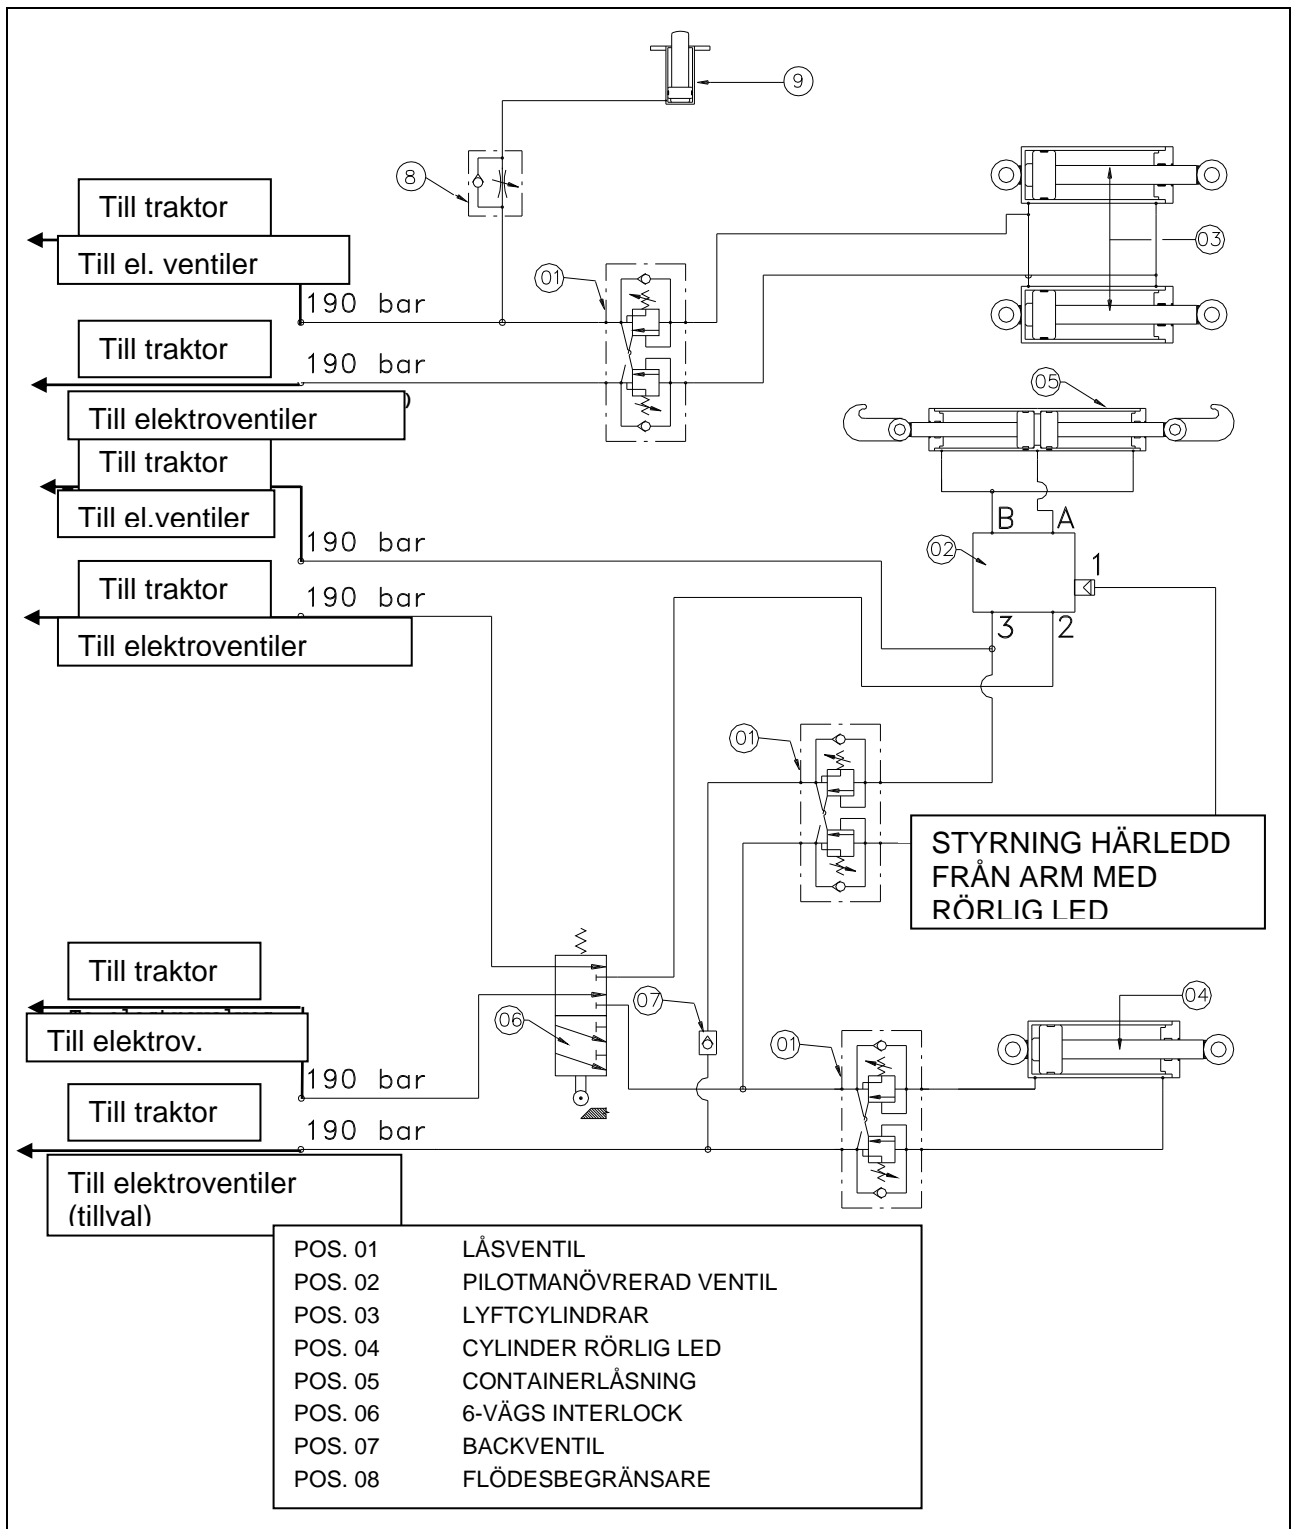 9
8
Till traktor
Till el. ventiler
01
03
190 bar
Till traktor
190 bar
Till elektroventiler
05
Till traktor
Till el.ventiler
B A
190 bar
02
1
Till traktor
190 bar
3 2
Till elektroventiler
01
STYRNING HÄRLEDD
FRÅN ARM MED
RÖRLIG LED
Till traktor
07
04
06
Till elektrov.
01
190 bar
Till traktor
190 bar
Till elektroventiler
(tillval)
POS. 01 LÅSVENTIL
POS. 02 PILOTMANÖVRERAD VENTIL
POS. 03 LYFTCYLINDRAR
POS. 04 CYLINDER RÖRLIG LED
POS. 05 CONTAINERLÅSNING
POS. 06 6-VÄGS INTERLOCK
POS. 07 BACKVENTIL
POS. 08 FLÖDESBEGRÄNSARE